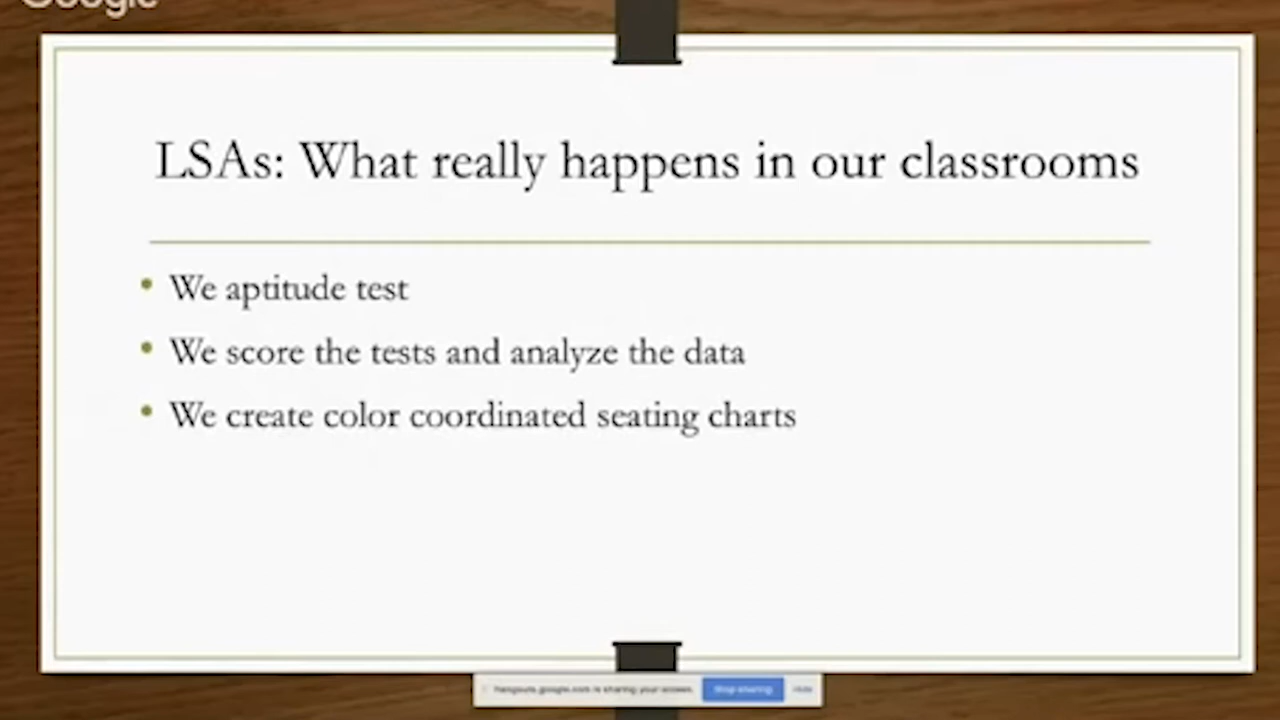 Google
LSAs: What really happens in our classrooms
We aptitude test
We score the tests and analyze the data
We create color coordinated seating charts
hangouts.google.com is sharing your screen.
Stop sharing
Hide